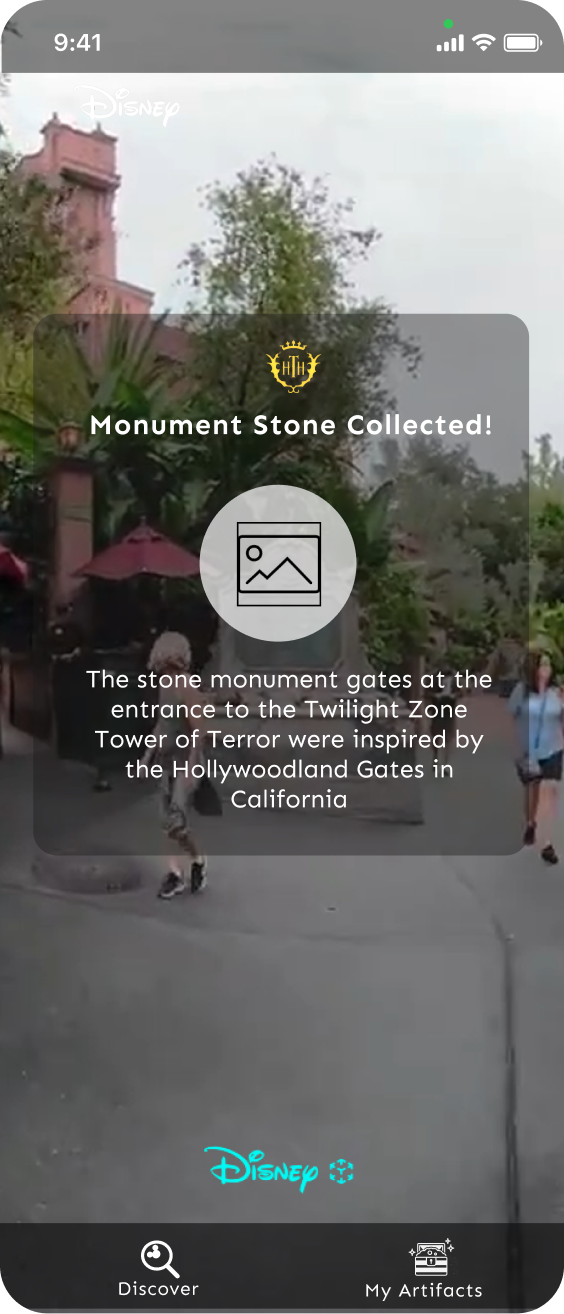 9:41
Disney
HTH
Monument Stone Collected!
The stone monument gates at the
entrance to the Twilight Zone
Tower of Terror were inspired by
the Hollywoodland Gates in
California
Disney
Discover
My Artifacts